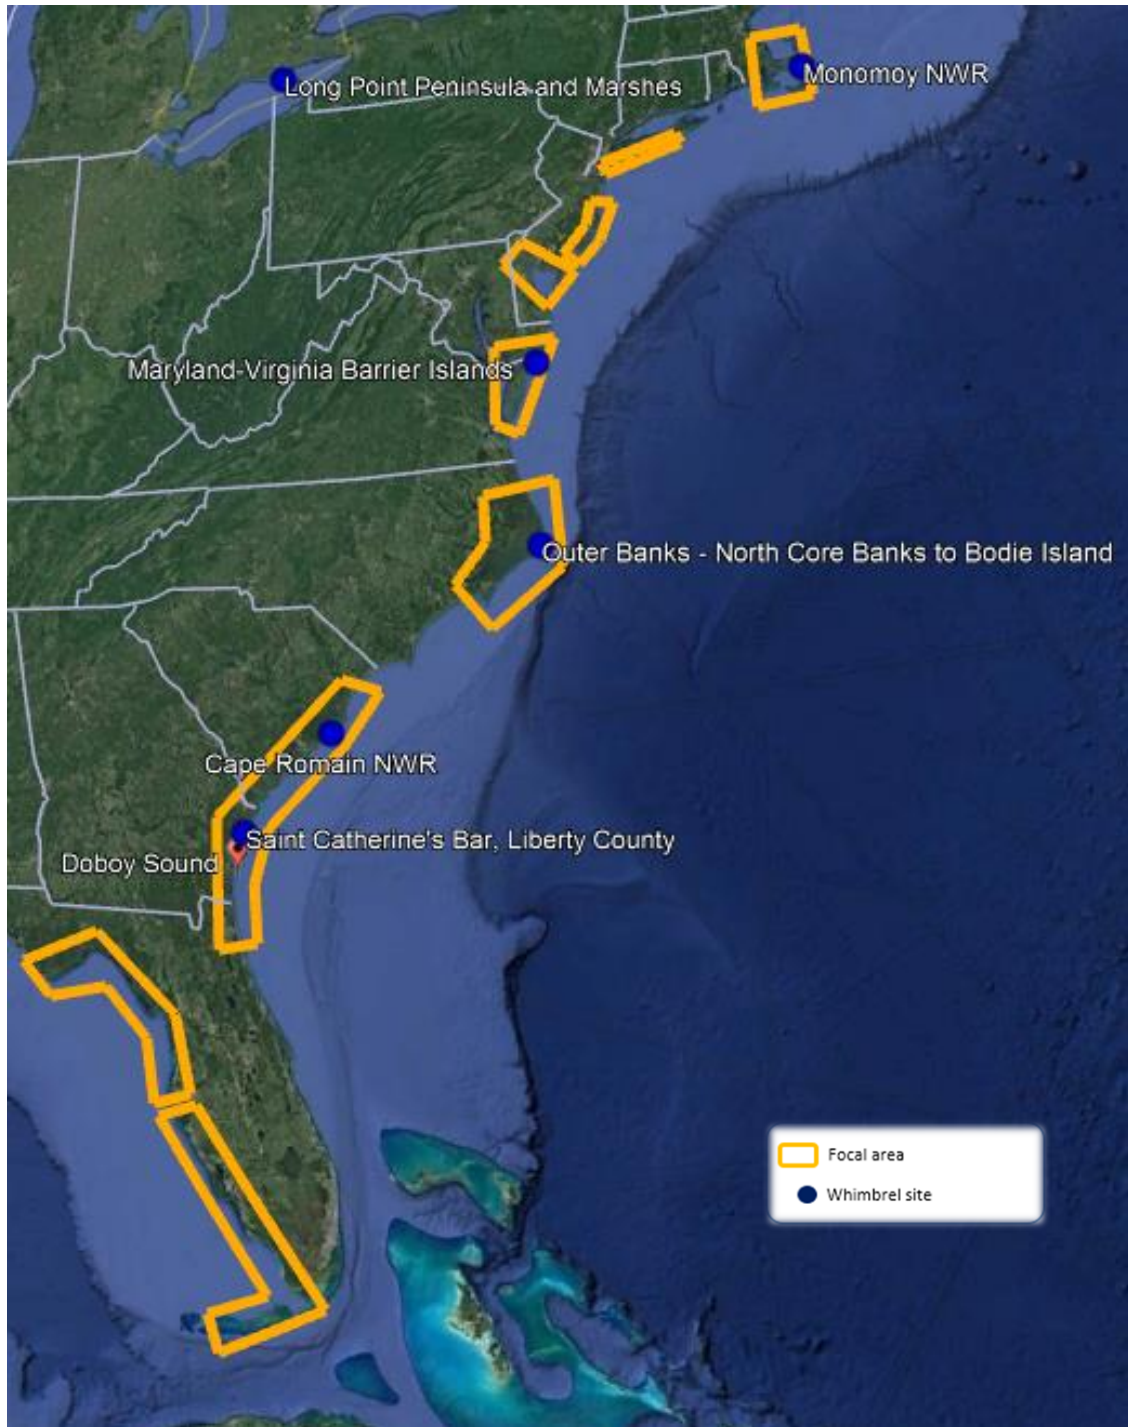 Monomoy NWR
Long Point Peninsula and Marshes
Maryland-Virginia Barrier Islands
Outer Banks - North Core Banks to Bodie Island
Cape Romain NWR
Saint Catherine's Bar, Liberty County
Doboy Sound
Focal area
Whimbrel site